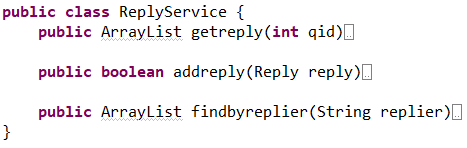 public class ReplyService {
public ArrayList getreply(int qid)
public boolean addreply(Reply reply)
public ArrayList findbyreplier(String replier)
}